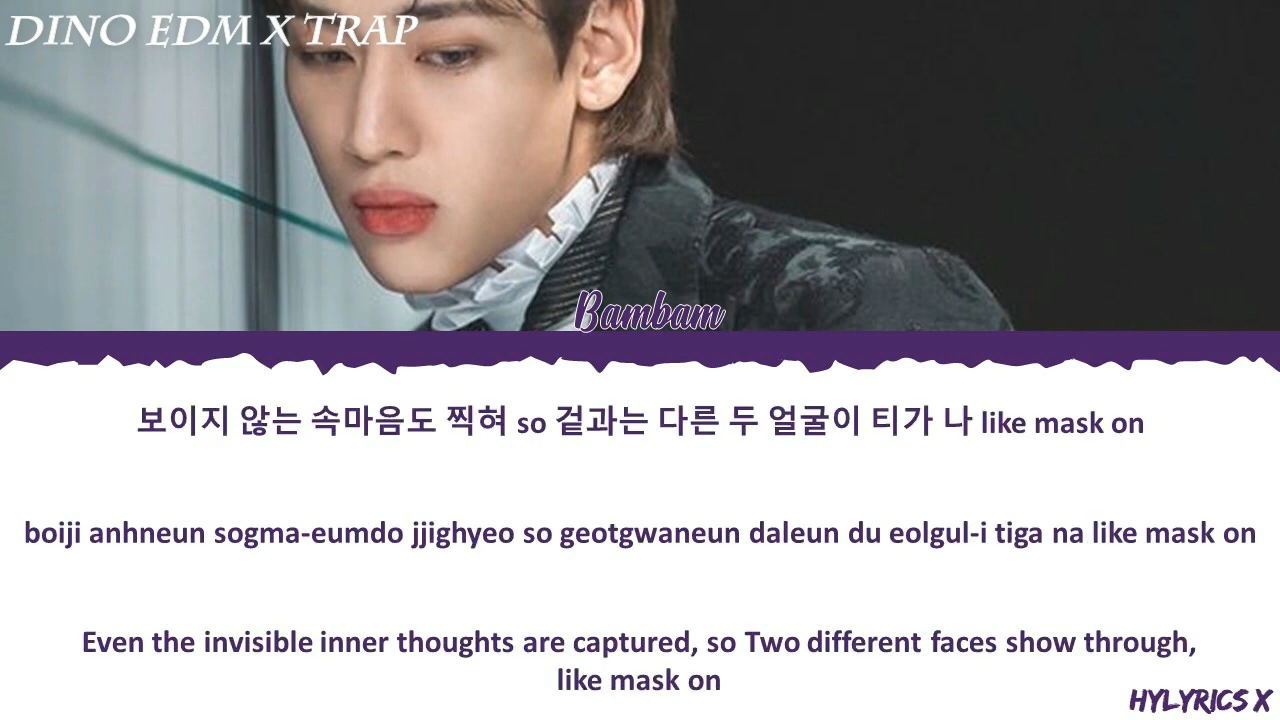 DINO EDM X TRAP
Bambam
보이지 않는 속마음도 찍혀 so 겉과는 다른 두 얼굴이 티가 나 like mask on
boiji anhneun sogma-eumdo jjighyeo so geotgwaneun daleun du eolgul-i tiga na like mask on
Even the invisible inner thoughts are captured, so Two different faces show through,
like mask on
HYLYRICS X